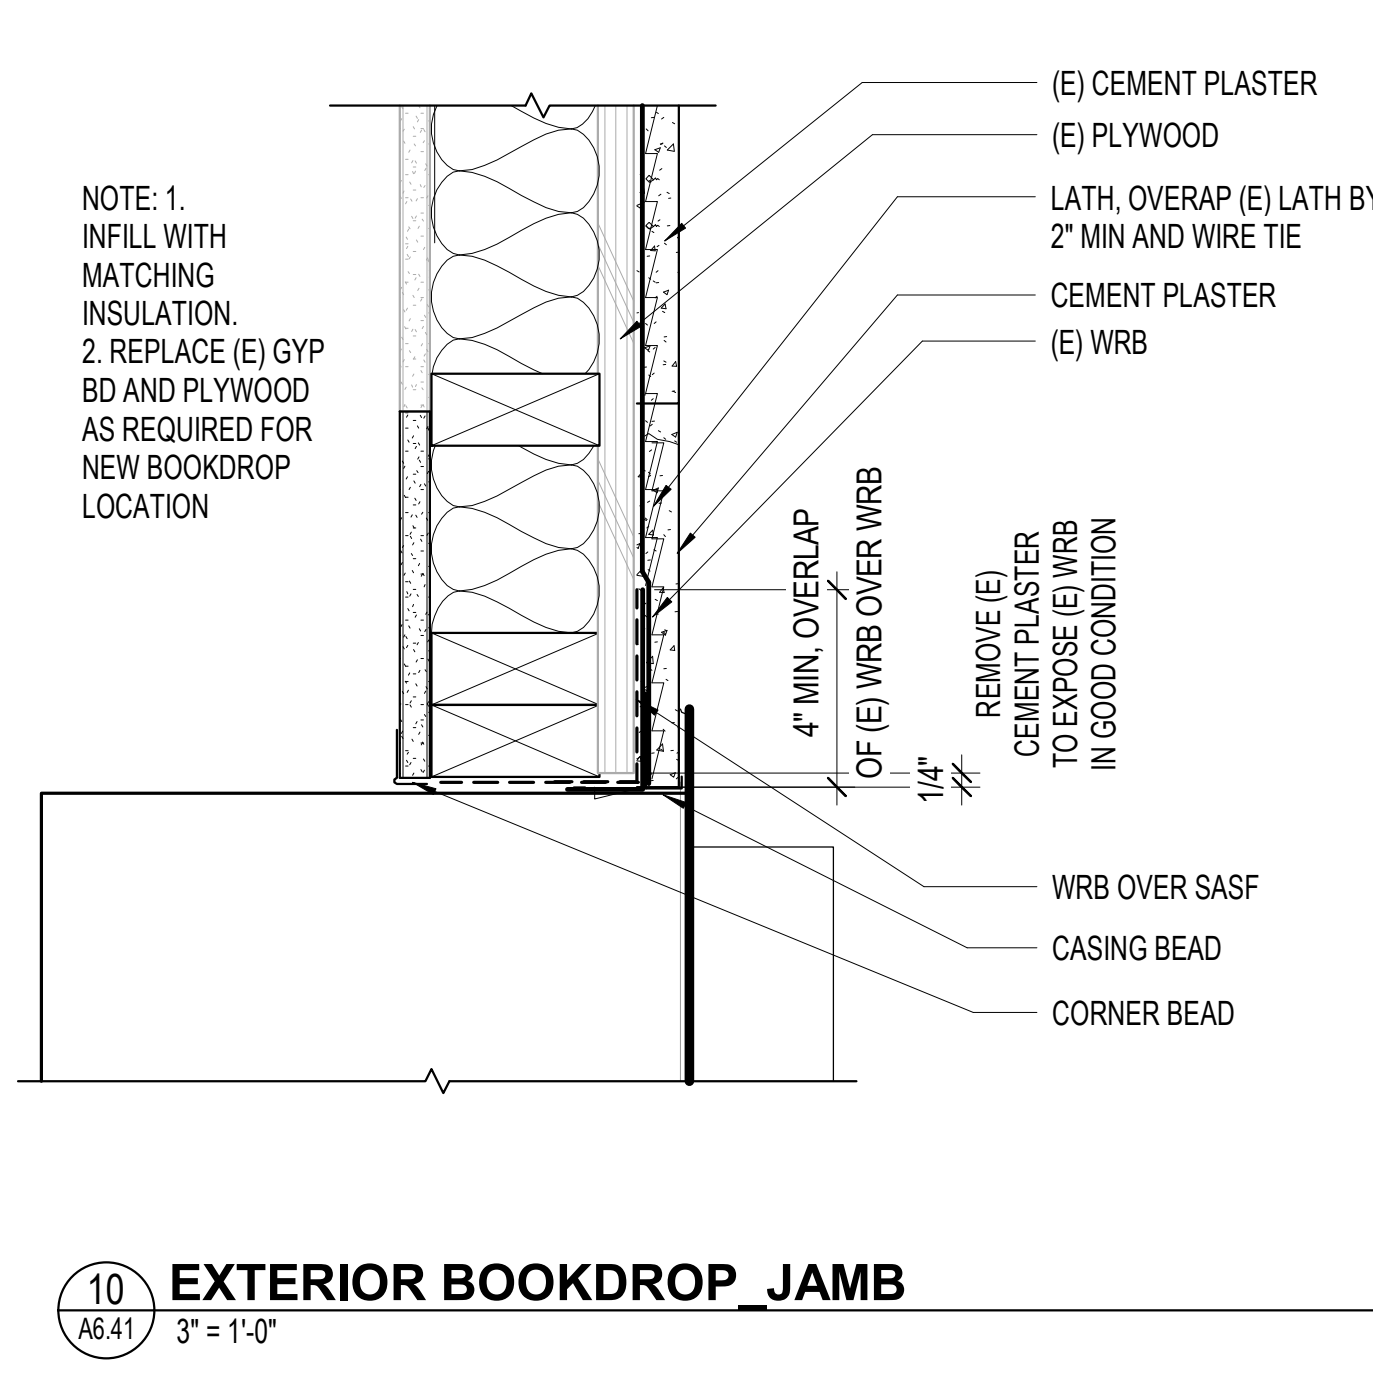 (E) CEMENT PLASTER
(E) PLYWOOD
LATH, OVERAP (E) LATH BY
2" MIN AND WIRE TIE
CEMENT PLASTER
(E) WRB
NOTE: 1.
INFILL WITH
MATCHING
INSULATION.
2. REPLACE (E) GYP
BD AND PLYWOOD
AS REQUIRED FOR
NEW BOOKDROP
LOCATION
4" MIN, OVERLAP
OF (E) WRB OVER WRB
1/4"
REMOVE (E)
CEMENT PLASTER
TO EXPOSE (E) WRB
IN GOOD CONDITION
WRB OVER SASF
CASING BEAD
CORNER BEAD
10
A6.41
EXTERIOR BOOKDROP_JAMB
3" = 1'-0"